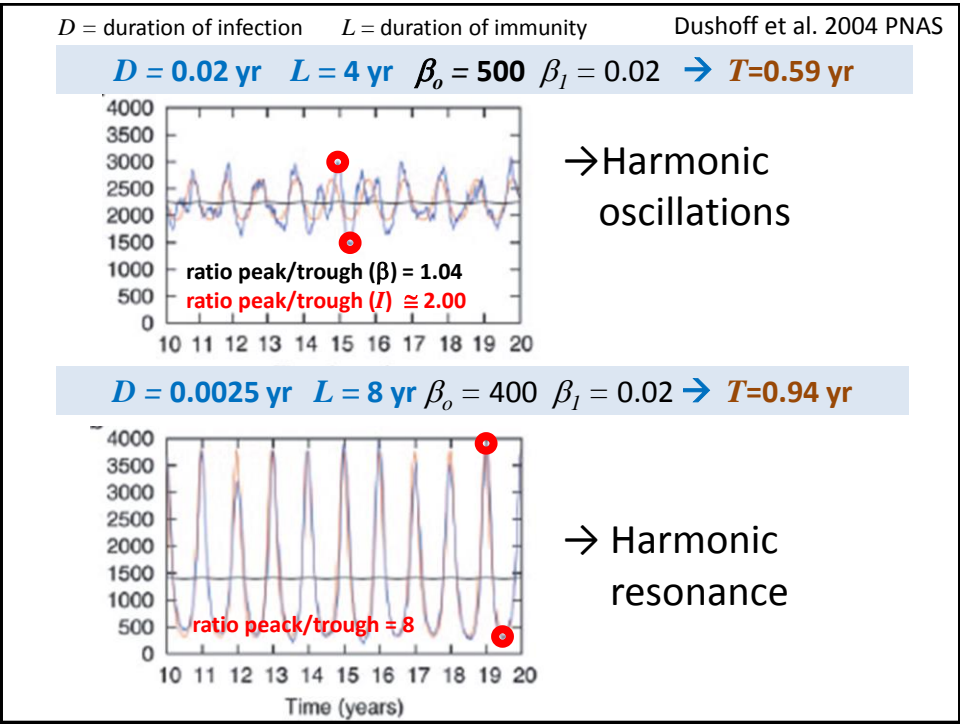 D = duration of infection L = duration of immunity Dushoff et al. 2004 PNAS
D = 0.02 yr L = 4 yr βo = 500 β1 = 0.02 → T=0.59 yr
4000
3500
3000
2500
2000
1500
1000
500
0
ratio peak/trough (β) = 1.04
ratio peak/trough (I) ≅ 2.00
10 11 12 13 14 15 16 17 18 19 20
→Harmonic
oscillations
D = 0.0025 yr L = 8 yr βo = 400 β1 = 0.02 → T=0.94 yr
4000
3500
3000
2500
2000
1500
1000
500
0
ratio peack/trough = 8
10 11 12 13 14 15 16 17 18 19 20
Time (years)
→ Harmonic
resonance